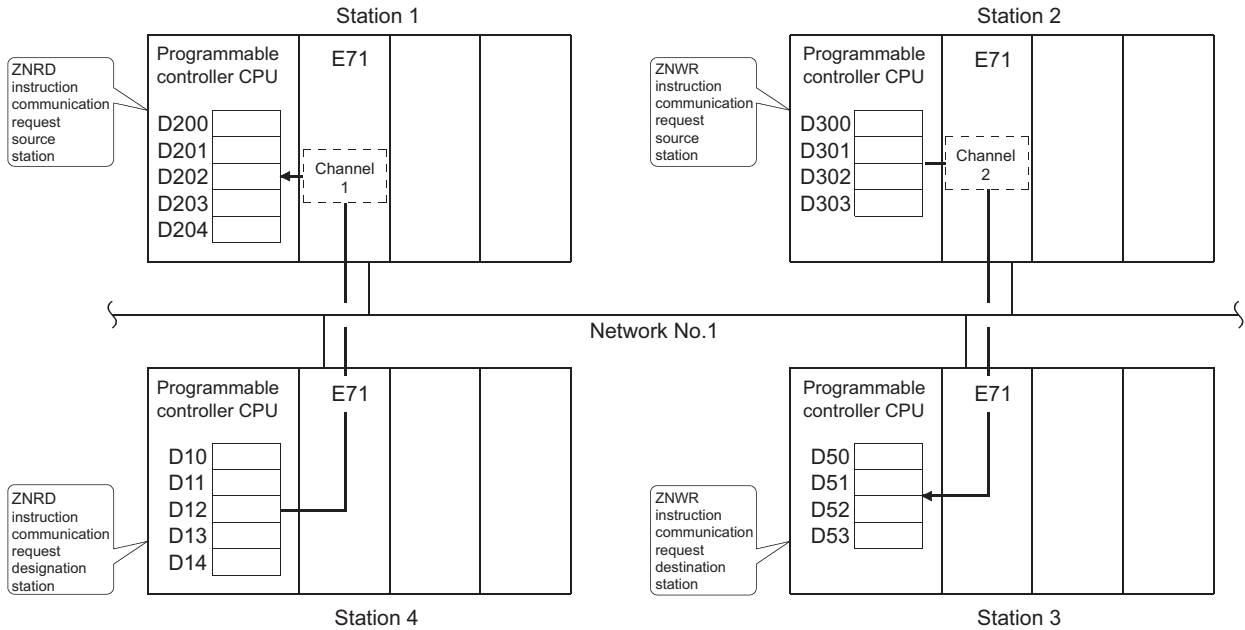 Station 1
ZNRD
instruction
communication
request
source
station
Programmable
controller CPU
E71
D200
D201
D202
D203
D204
Channel
1
Station 2
ZNWR
instruction
communication
request
source
station
Programmable
controller CPU
E71
D300
D301
D302
D303
Channel
2
Network No.1
ZNRD
instruction
communication
request
designation
station
Programmable
controller CPU
E71
D10
D11
D12
D13
D14
Station 4
ZNWR
instruction
communication
request
destination
station
Programmable
controller CPU
E71
D50
D51
D52
D53
Station 3